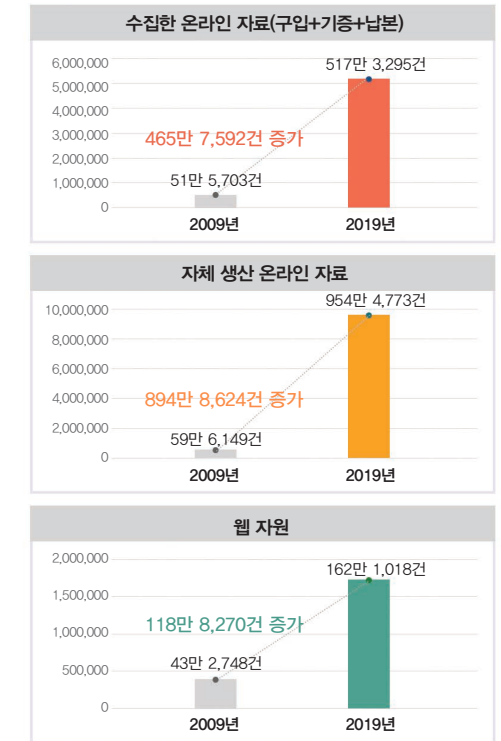 수집한 온라인 자료(구입+기증+납본)
6,000,000
517만 3,295건
5,000,000
4,000,000
3,000,000
465만 7,592건 증가
2,000,000
51만 5,703건
1,000,000
0
2009년 2019년
자체 생산 온라인 자료
954만 4,773건
10,000,000
8,000,000
6,000,000
4,000,000
894만 8,624건 증가
2,000,000
59만 6,149건
0
2009년 2019년
웹 자원
2,000,000
162만 1,018건
1,500,000
118만 8,270건 증가
1,000,000
43만 2,748건
500,000
0
2009년 2019년